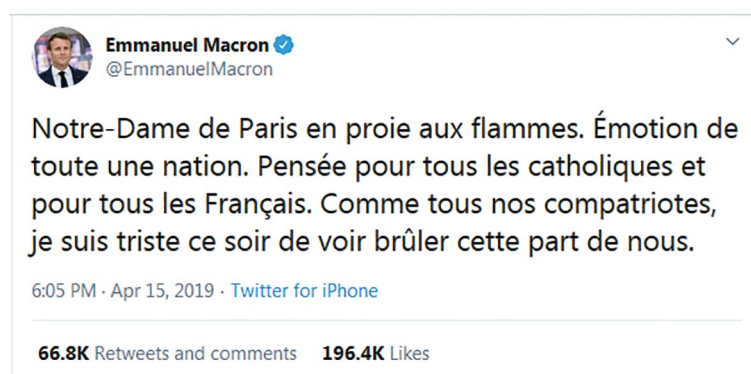 Emmanuel Macron
@EmmanuelMacron
Notre-Dame de Paris en proie aux flammes. Émotion de
toute une nation. Pensée pour tous les catholiques et
pour tous les Français. Comme tous nos compatriotes,
je suis triste ce soir de voir brûler cette part de nous.
6:05 PM · Apr 15, 2019 · Twitter for iPhone
66.8K Retweets and comments 196.4K Likes